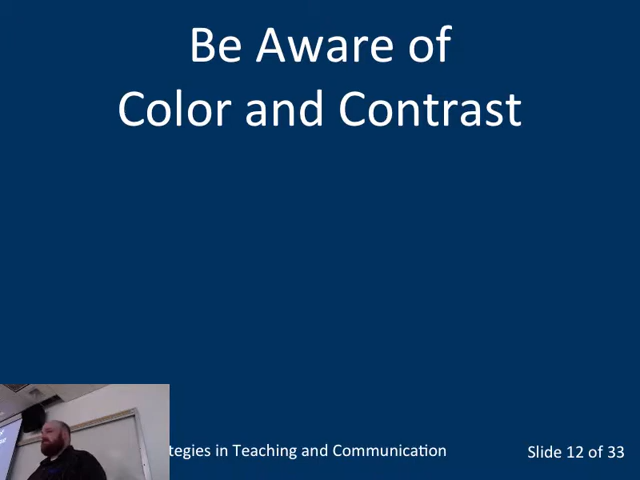 Be Aware of
Color and Contrast
tegies in Teaching and Communication
Slide 12 of 33